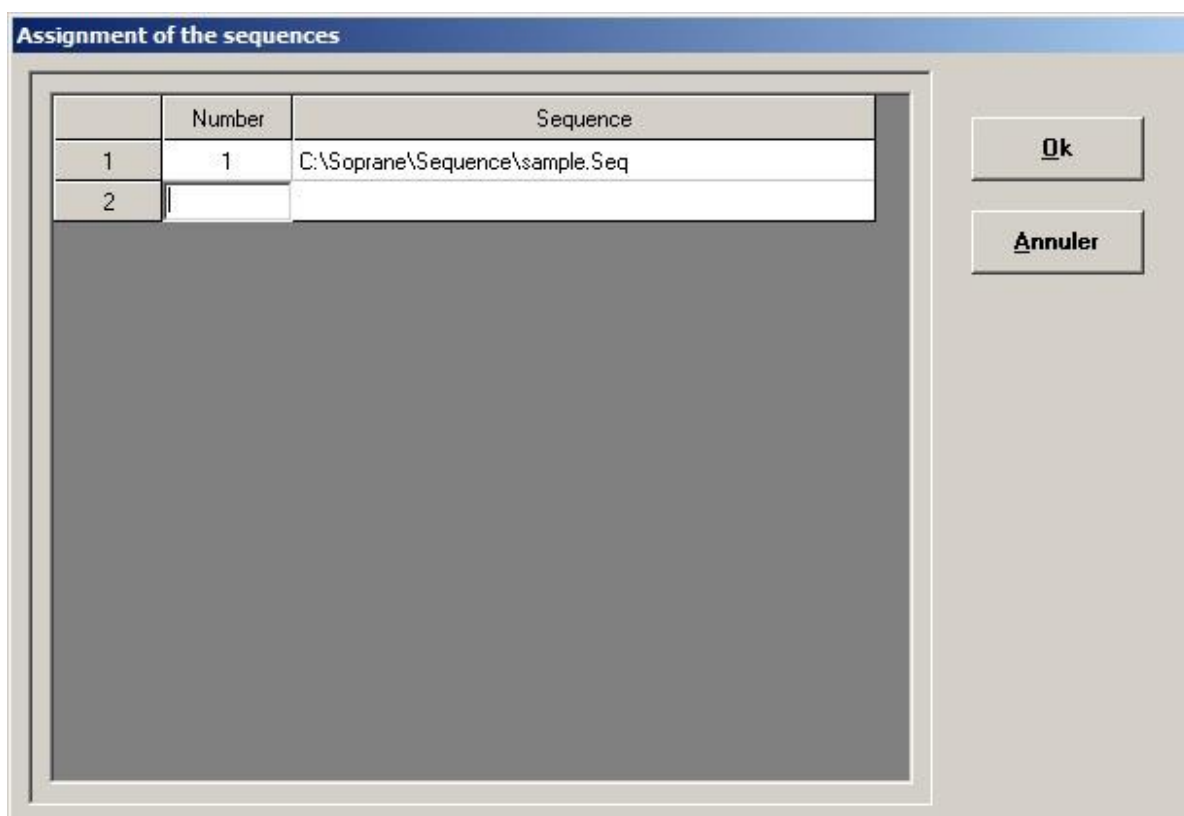 Assignment of the sequences
Number Sequence
1 1 C:\Soprane\Sequence\sample.Seq
2
Ok
Annuler